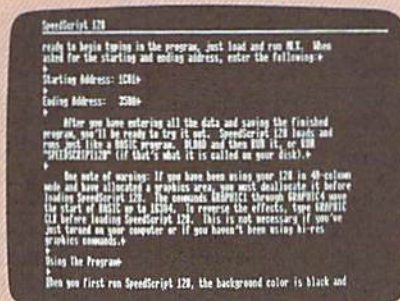 SpeedScript 128
ready to begin typing in the program, just load and run MLX. When
asked for the starting and ending address, enter the following:
Starting Address: 1C01
Ending Address: 3580
After you have entering all the data and saving the finished
program, you'll be ready to try it out. SpeedScript 128 loads and
runs just like a BASIC program. DLOAD and then RUN it, or RUN
"SPEEDSCRIPT128" (if that's what it is called on your disk).
One note of warning: If you have been using your 128 in 40-column
mode and have allocated a graphics area, you must deallocate it before
loading SpeedScript 128. The commands GRAPHIC1 through GRAPHIC4 move
the start of BASIC up to To reverse the effects, type GRAPHIC
CLR before loading SpeedScript 128. This is not necessary if you've
just turned on your computer or if you haven't been using hi-res
graphics commands.
Using The Program
When you first run SpeedScript 128, the background color is black and